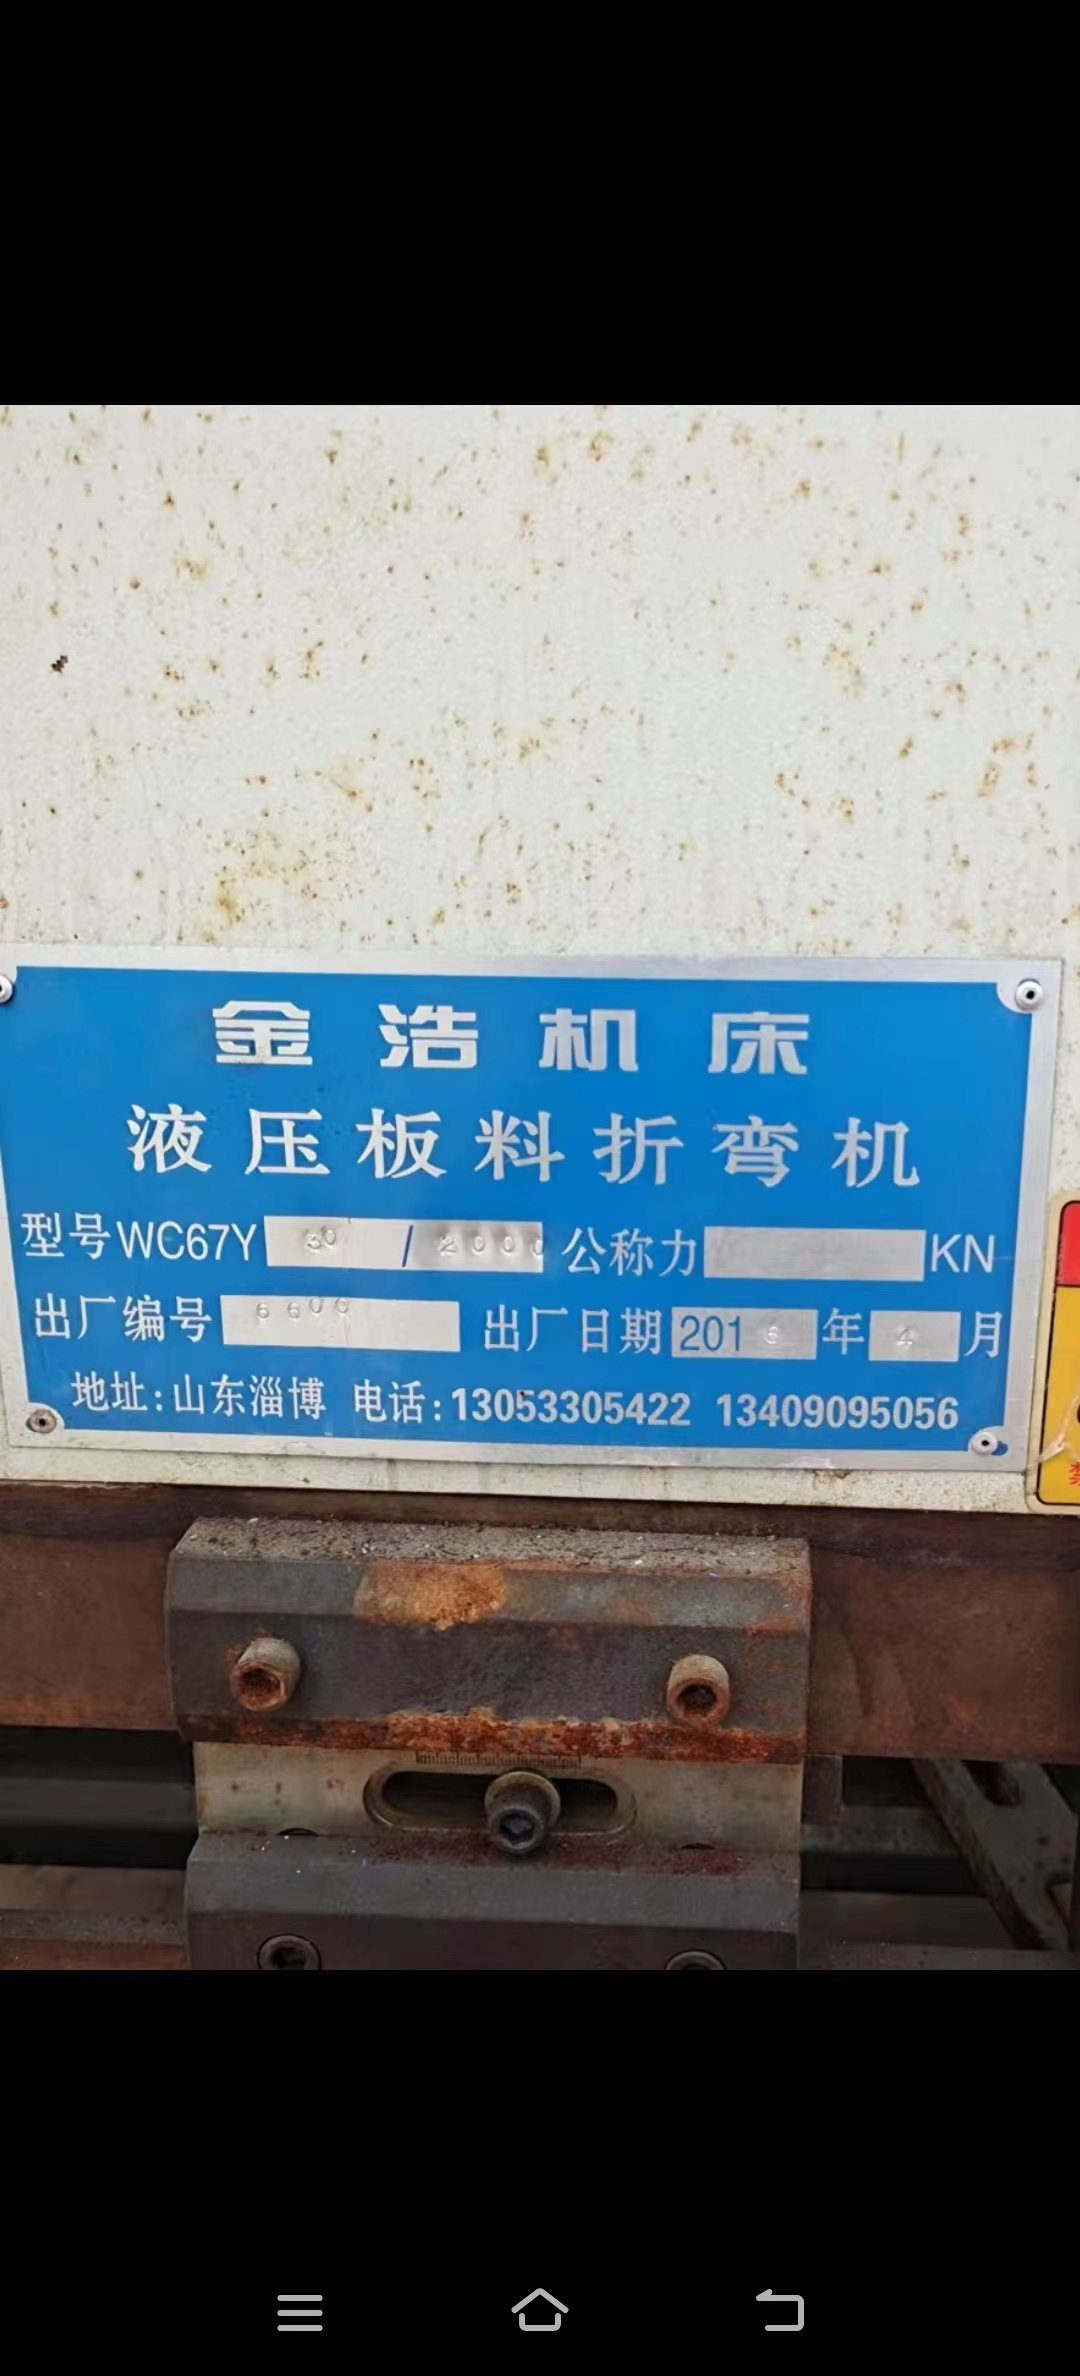 金浩机床
液压板料折弯机
型号WC67Y 30 / 2000 公称力 KN
出厂编号 6600 出厂日期 2016 年 4 月
地址:山东淄博 电话:13053305422 13409095056